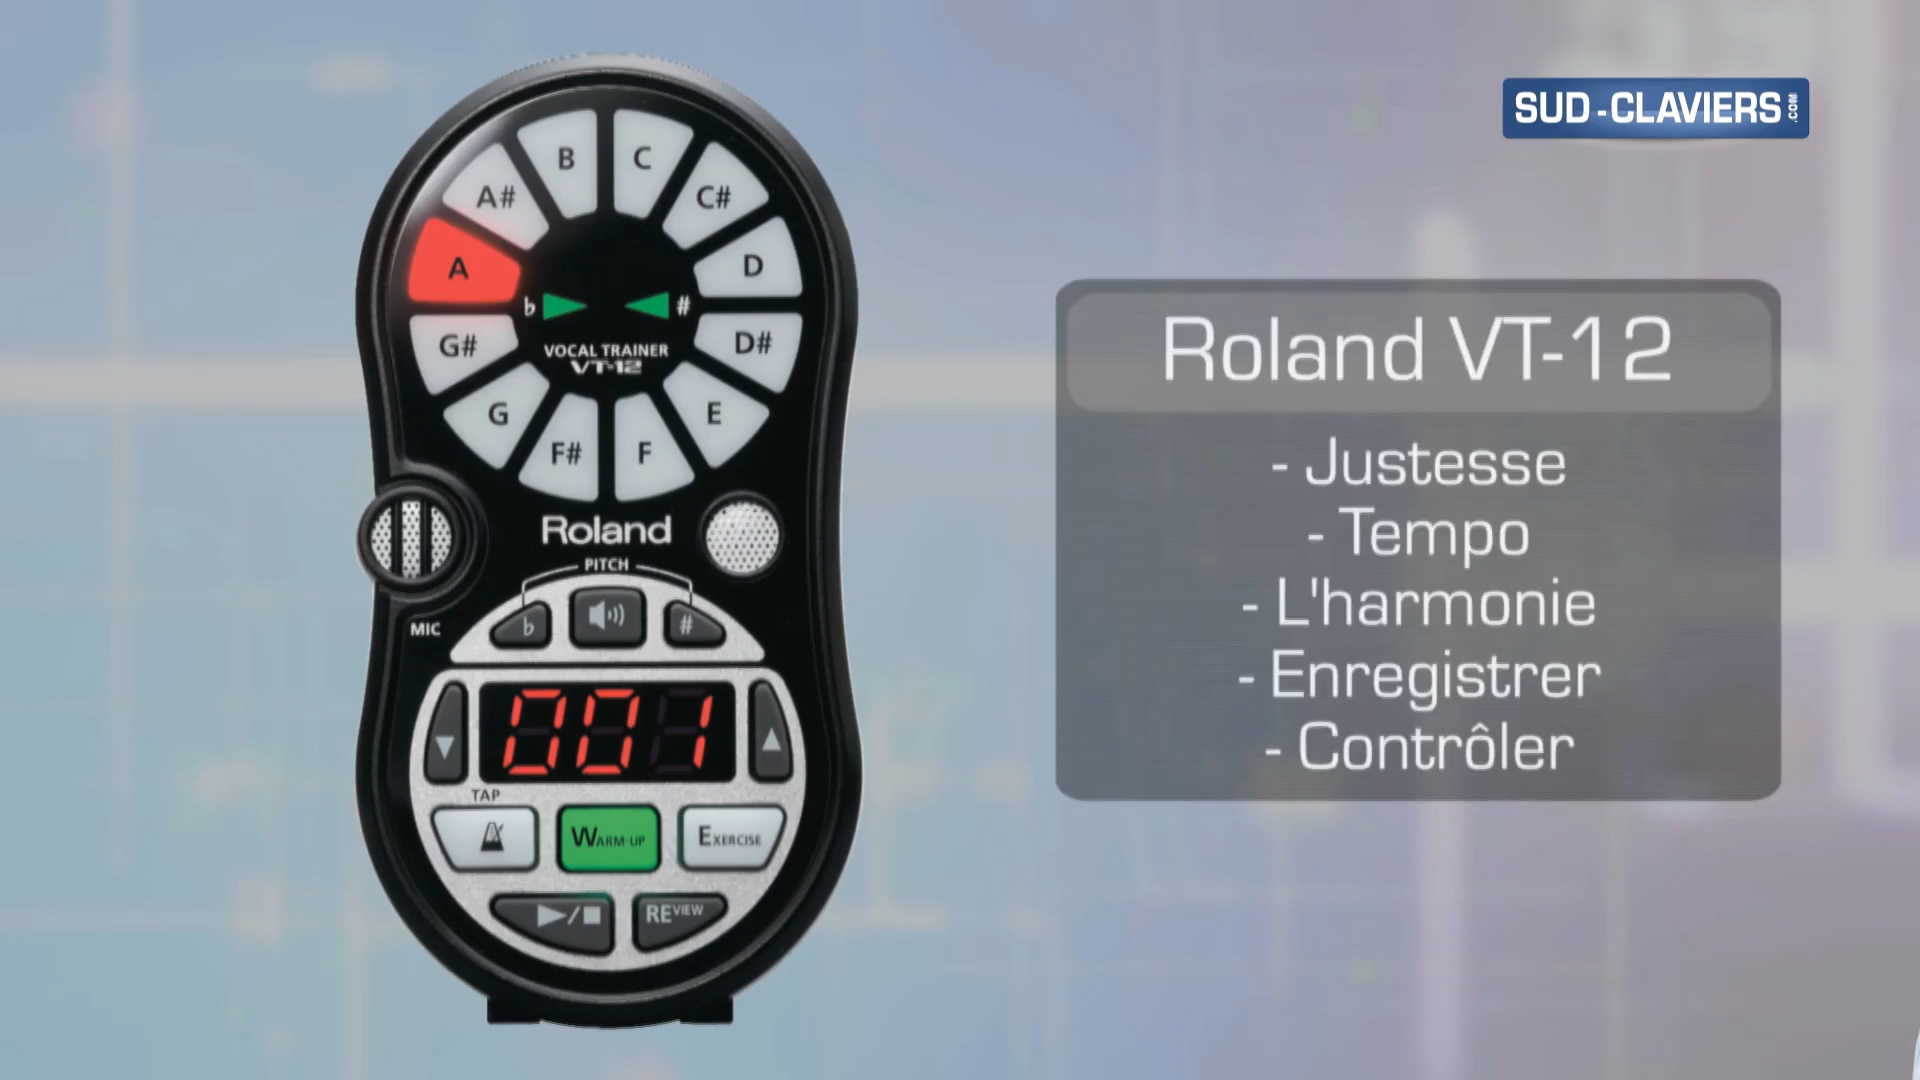 SUD-CLAVIERS.COM
B C
A# C#
A D
♭ #
G# D#
VOCAL TRAINER
VT-12
G E
F# F
Roland
PITCH
♭ #
MIC
001
TAP
WARM-UP EXERCISE
REVIEW
Roland VT-12
- Justesse
- Tempo
- L'harmonie
- Enregistrer
- Contrôler